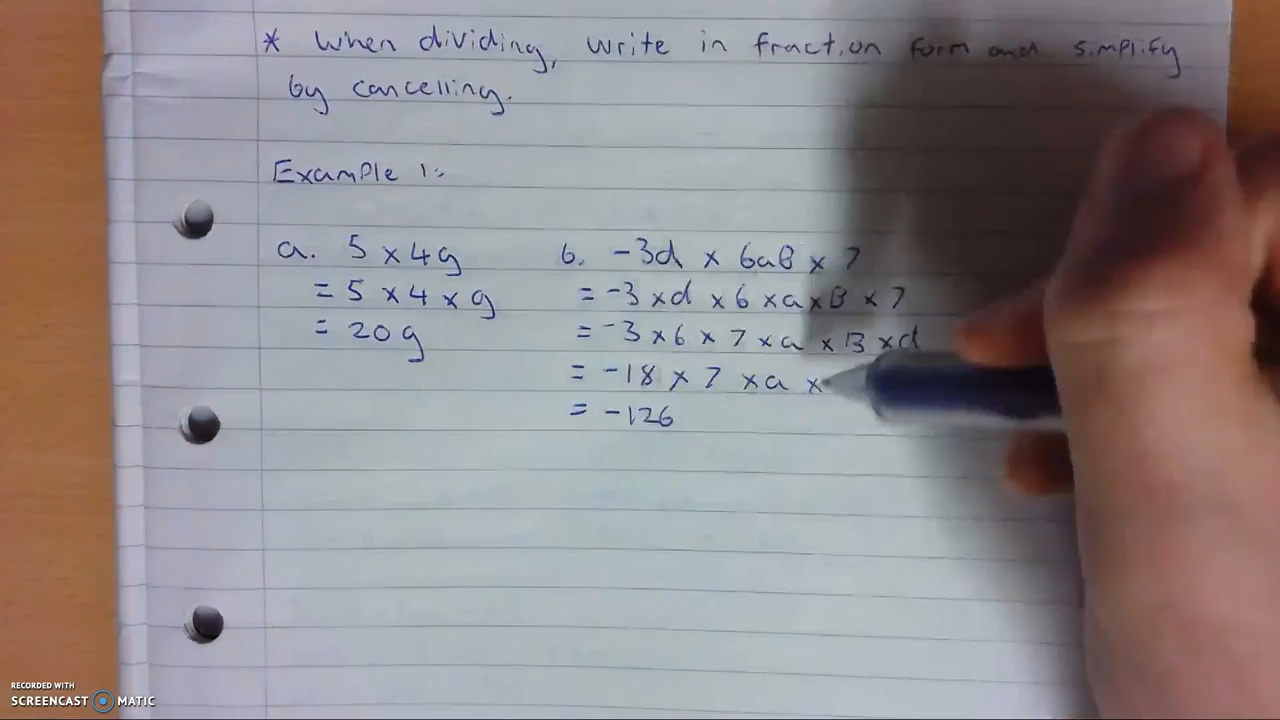 * When dividing, write in fraction form and simplify
by cancelling.
Example 1:
a. 5 × 4g
= 5 × 4 × g
= 20g
b. -3d × 6aB × 7
= -3 × d × 6 × a × B × 7
= -3 × 6 × 7 × a × B × d
= -18 × 7 × a ×
= -126
RECORDED WITH
SCREENCAST MATIC